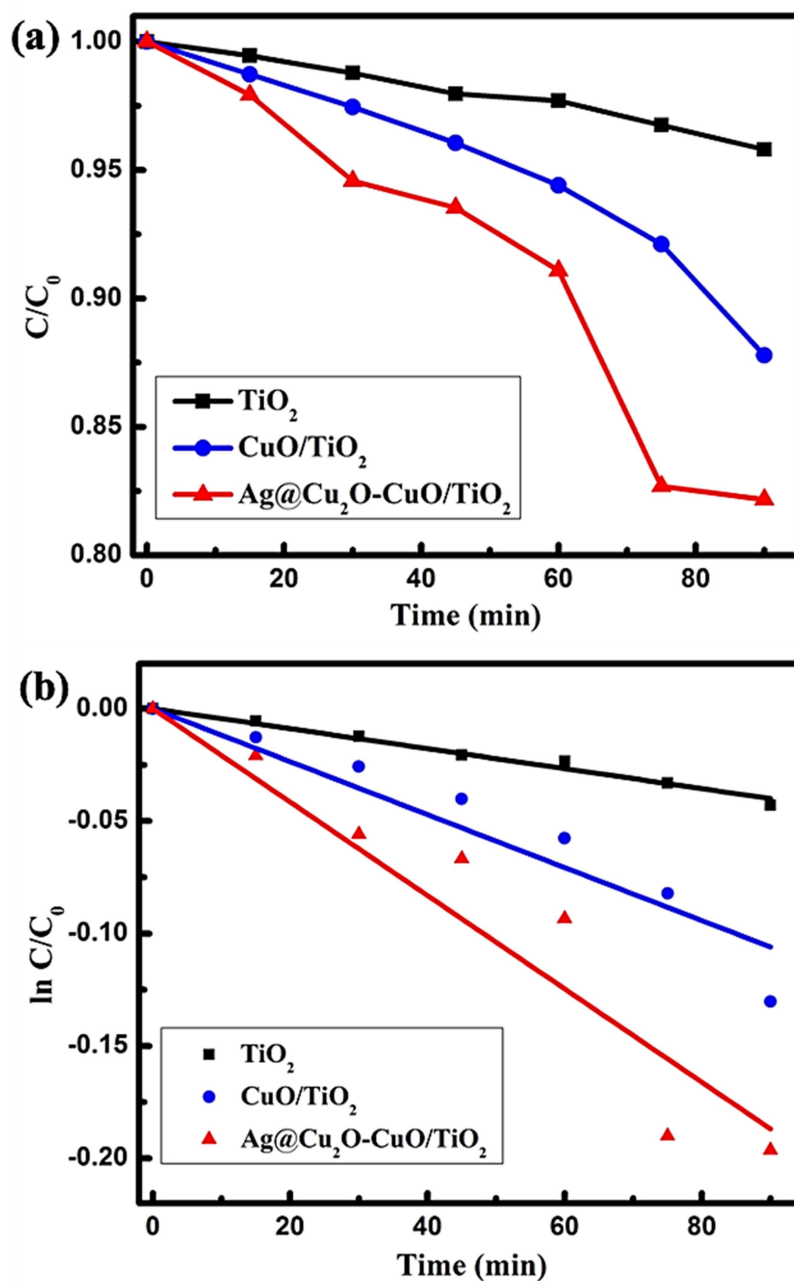 (a)
1.00
0.95
0.90
0.85
0.80
C/C₀
TiO₂
CuO/TiO₂
Ag@Cu₂O-CuO/TiO₂
0 20 40 60 80
Time (min)
(b)
0.00
-0.05
-0.10
-0.15
-0.20
ln C/C₀
TiO₂
CuO/TiO₂
Ag@Cu₂O-CuO/TiO₂
0 20 40 60 80
Time (min)